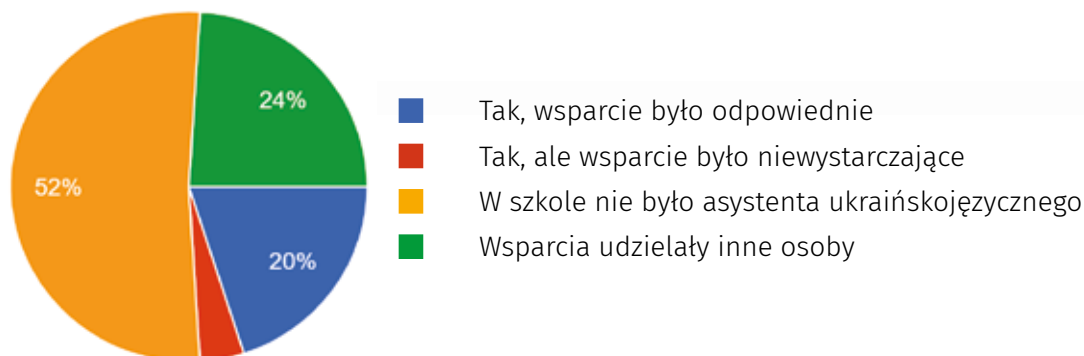 24%
52%
20%
Tak, wsparcie było odpowiednie
Tak, ale wsparcie było niewystarczające
W szkole nie było asystenta ukraińskojęzycznego
Wsparcia udzielały inne osoby